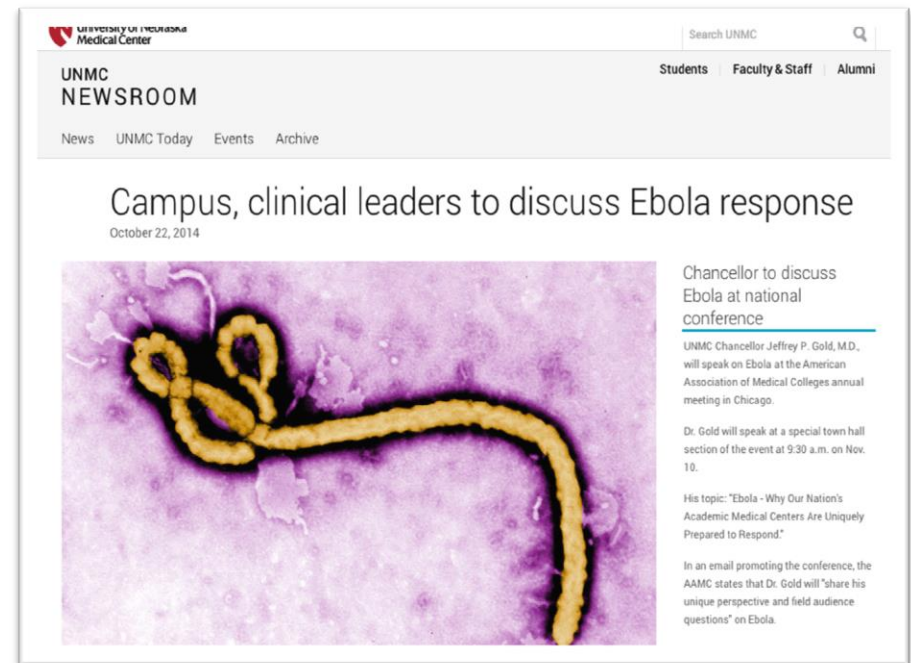 University of Nebraska
Medical Center
Search UNMC
UNMC
NEWSROOM
Students Faculty & Staff Alumni
News UNMC Today Events Archive
Campus, clinical leaders to discuss Ebola response
October 22, 2014
Chancellor to discuss
Ebola at national
conference
UNMC Chancellor Jeffrey P. Gold, M.D.,
will speak on Ebola at the American
Association of Medical Colleges annual
meeting in Chicago.
Dr. Gold will speak at a special town hall
section of the event at 9:30 a.m. on Nov.
10.
His topic: "Ebola - Why Our Nation's
Academic Medical Centers Are Uniquely
Prepared to Respond."
In an email promoting the conference, the
AAMC states that Dr. Gold will "share his
unique perspective and field audience
questions" on Ebola.